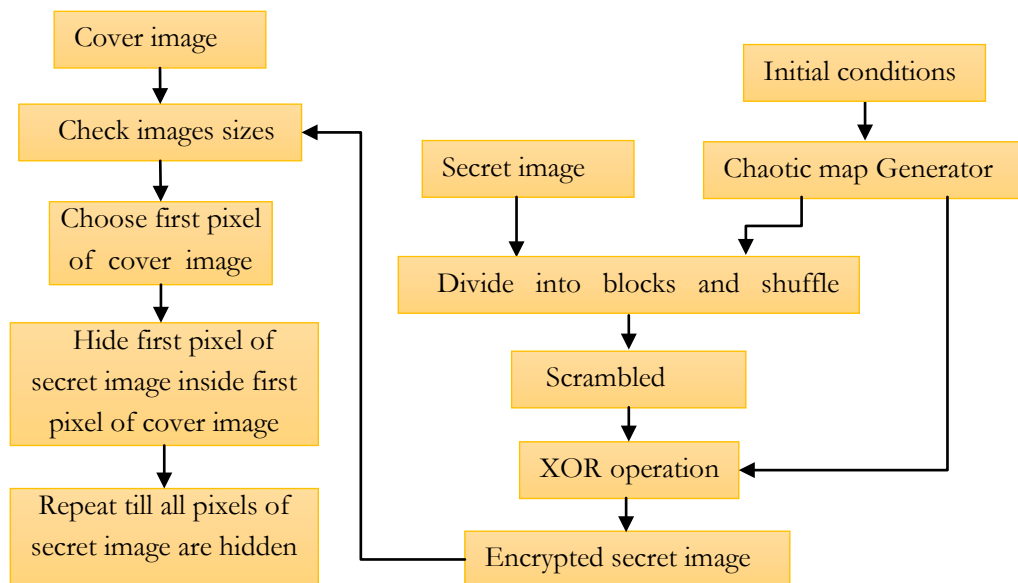 Cover image
Check images sizes
Choose first pixel
of cover image
Hide first pixel of
secret image inside first
pixel of cover image
Repeat till all pixels of
secret image are hidden
Initial conditions
Chaotic map Generator
Secret image
Divide into blocks and shuffle
Scrambled
XOR operation
Encrypted secret image